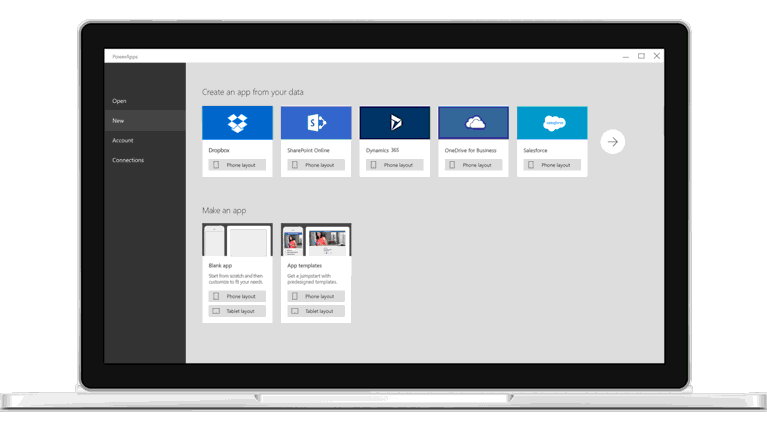 PowerApps
Open
New
Account
Connections
Create an app from your data
Dropbox
Phone layout
SharePoint Online
Phone layout
Dynamics 365
Phone layout
OneDrive for Business
Phone layout
salesforce
Salesforce
Phone layout
Make an app
Blank app
Start from scratch and then
customize to fit your needs.
Phone layout
Tablet layout
App templates
Get a jumpstart with
predesigned templates.
Phone layout
Tablet layout